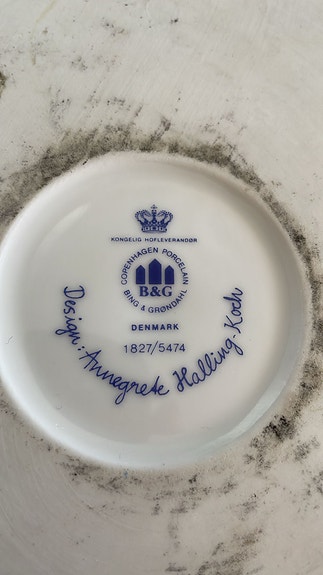 KONGELIG HOFLEVERANDØR
COPENHAGEN PORCELAIN
BING & GRØNDAHL
B&G
DENMARK
1827/5474
Design: Annegrete Halling-Koch